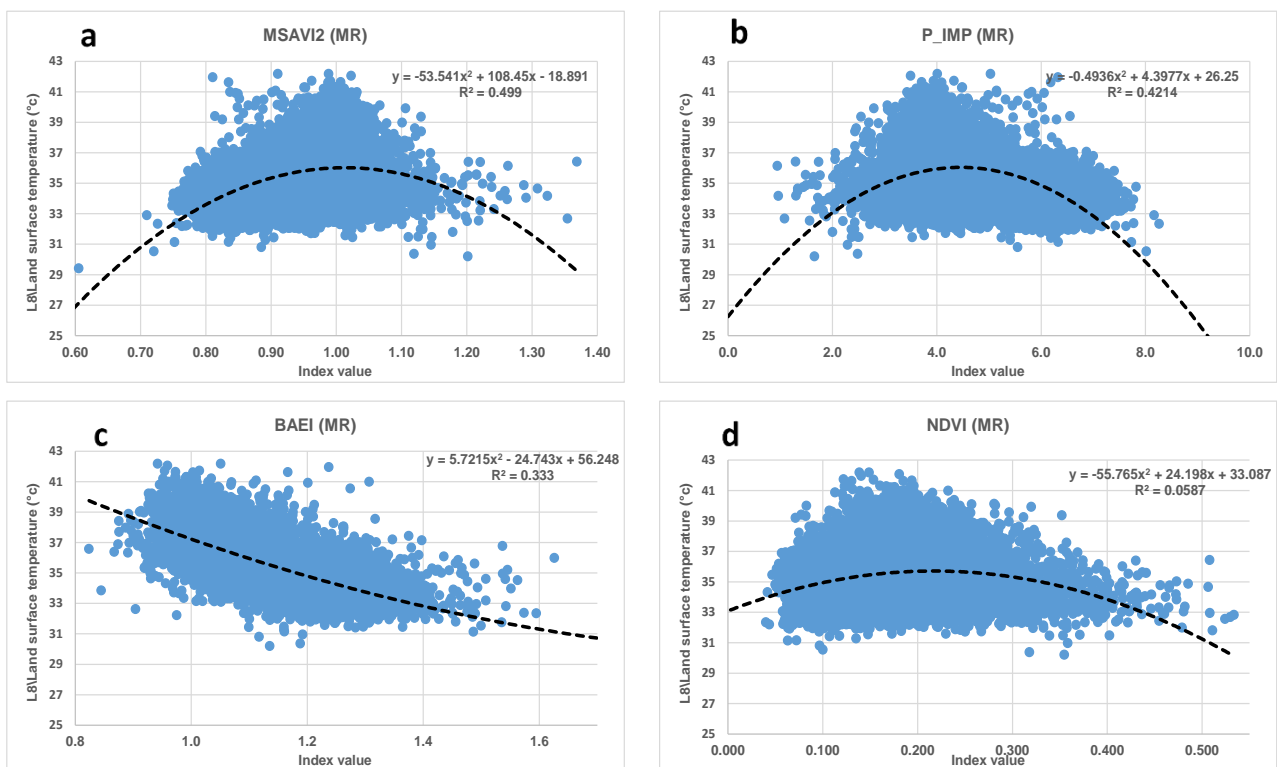 a
MSAVI2 (MR)
y = -53.541x² + 108.45x - 18.891
R² = 0.499
L8\Land surface temperature (°c)
43
41
39
37
35
33
31
29
27
25
0.60 0.70 0.80 0.90 1.00 1.10 1.20 1.30 1.40
Index value
b
P_IMP (MR)
y = -0.4936x² + 4.3977x + 26.25
R² = 0.4214
L8\Land surface temperature (°c)
43
41
39
37
35
33
31
29
27
25
0.0 2.0 4.0 6.0 8.0 10.0
Index value
c
BAEI (MR)
y = 5.7215x² - 24.743x + 56.248
R² = 0.333
L8\Land surface temperature (°c)
43
41
39
37
35
33
31
29
27
25
0.8 1.0 1.2 1.4 1.6
Index value
d
NDVI (MR)
y = -55.765x² + 24.198x + 33.087
R² = 0.0587
L8\Land surface temperature (°c)
43
41
39
37
35
33
31
29
27
25
0.000 0.100 0.200 0.300 0.400 0.500
Index value